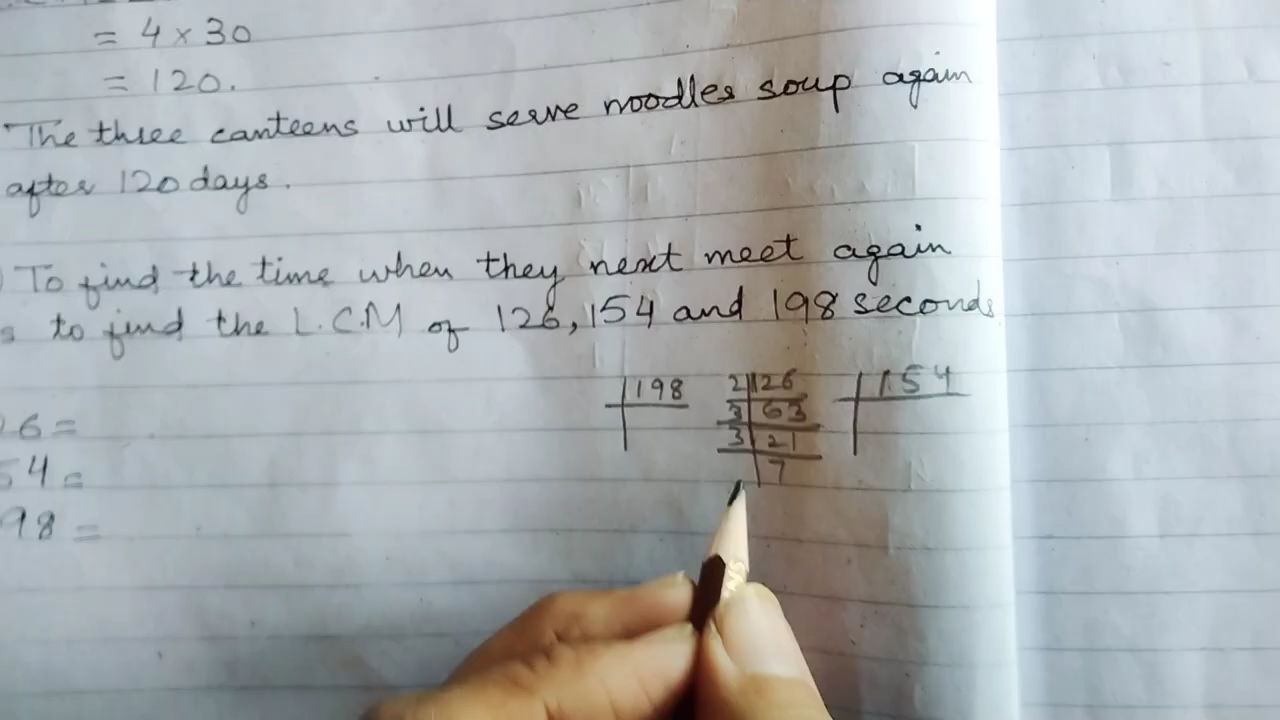 = 4 × 30
= 120.
The three canteens will serve noodles soup again
after 120 days.
) To find the time when they next meet again
s to find the L.C.M of 126, 154 and 198 seconds
198 2 126 154
3 63
3 21
7
26 =
54 =
98 =